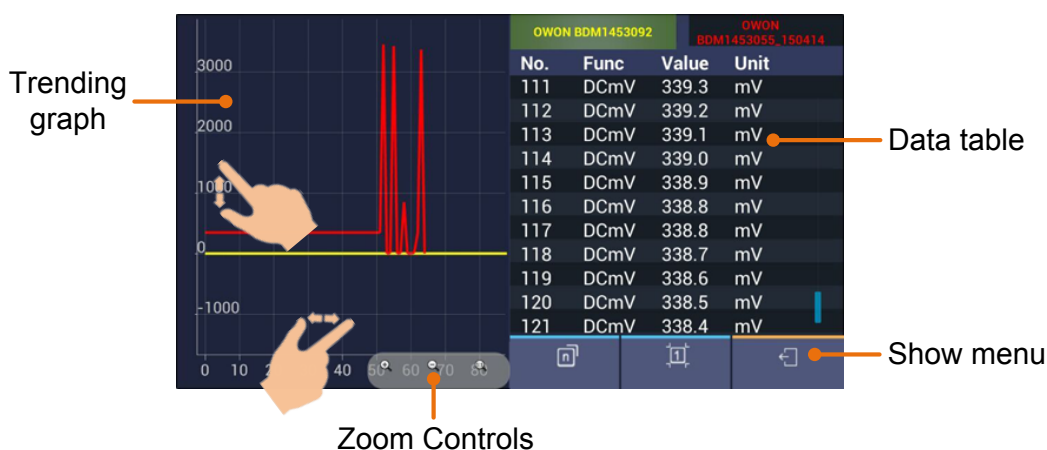 Trending
graph
3000
2000
1000
0
-1000
0 10 40 50 60 70 80
OWON BDM1453092
OWON
BDM1453055_150414
No. Func Value Unit
111 DCmV 339.3 mV
112 DCmV 339.2 mV
113 DCmV 339.1 mV
114 DCmV 339.0 mV
115 DCmV 338.9 mV
116 DCmV 338.8 mV
117 DCmV 338.8 mV
118 DCmV 338.7 mV
119 DCmV 338.6 mV
120 DCmV 338.5 mV
121 DCmV 338.4 mV
n
1
Data table
Show menu
Zoom Controls